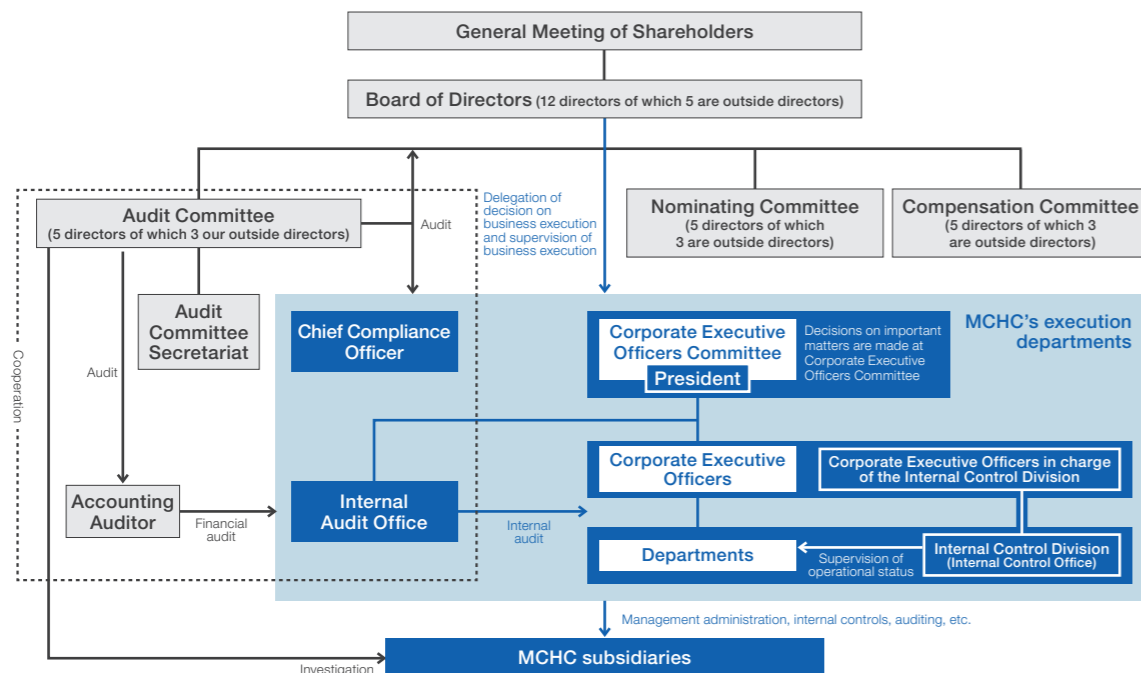 General Meeting of Shareholders
Board of Directors (12 directors of which 5 are outside directors)
Audit Committee
(5 directors of which 3 our outside directors)
Audit
Delegation of
decision on
business execution
and supervision of
business execution
Nominating Committee
(5 directors of which
3 are outside directors)
Compensation Committee
(5 directors of which 3
are outside directors)
Audit
Committee
Secretariat
Cooperation
Audit
Chief Compliance
Officer
Corporate Executive
Officers Committee
President
Decisions on important
matters are made at
Corporate Executive
Officers Committee
MCHC's execution
departments
Corporate Executive
Officers
Corporate Executive Officers in charge
of the Internal Control Division
Accounting
Auditor
Financial
audit
Internal
Audit Office
Internal
audit
Departments
Supervision of
operational status
Internal Control Division
(Internal Control Office)
Management administration, internal controls, auditing, etc.
MCHC subsidiaries
Investigation